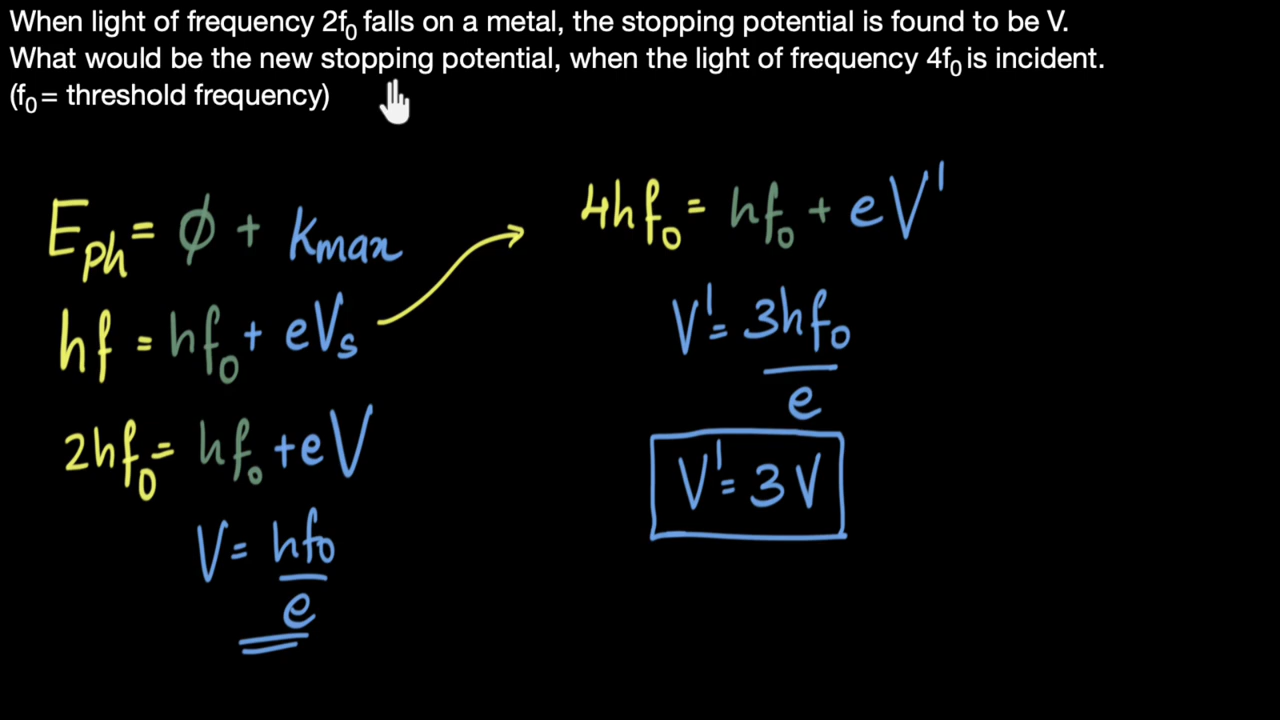 When light of frequency 2f₀ falls on a metal, the stopping potential is found to be V.
What would be the new stopping potential, when the light of frequency 4f₀ is incident.
(f₀ = threshold frequency)
E_ph = φ + K_max
hf = hf₀ + eVₛ
2hf₀ = hf₀ + eV
V = hf₀/e
4hf₀ = hf₀ + eV'
V' = 3hf₀/e
V' = 3V